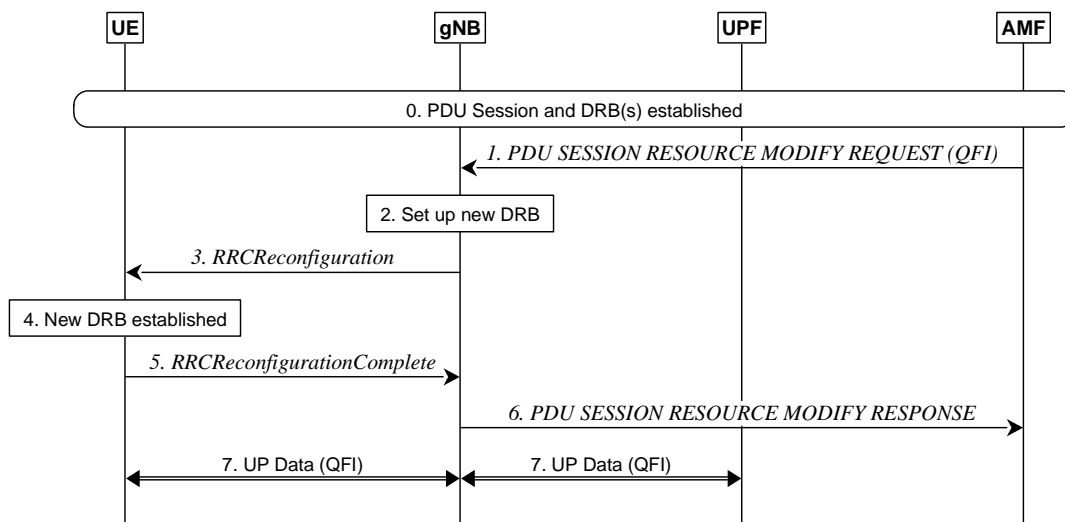 UE gNB UPF AMF
0. PDU Session and DRB(s) established
1. PDU SESSION RESOURCE MODIFY REQUEST (QFI)
2. Set up new DRB
3. RRCReconfiguration
4. New DRB established
5. RRCReconfigurationComplete
6. PDU SESSION RESOURCE MODIFY RESPONSE
7. UP Data (QFI) 7. UP Data (QFI)